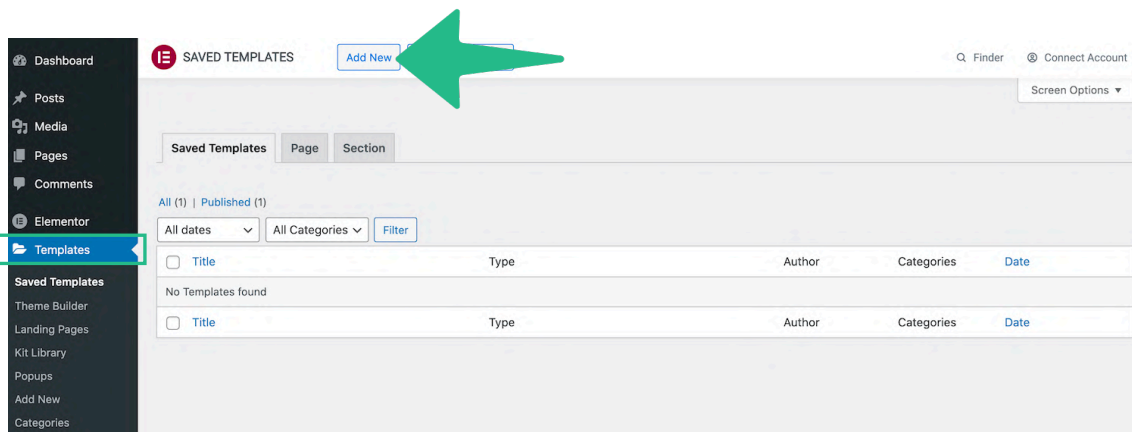 Dashboard
Posts
Media
Pages
Comments
Elementor
Templates
Saved Templates
Theme Builder
Landing Pages
Kit Library
Popups
Add New
Categories
SAVED TEMPLATES
Add New
Finder
Connect Account
Screen Options
Saved Templates
Page
Section
All (1) | Published (1)
All dates
All Categories
Filter
Title Type Author Categories Date
No Templates found
Title Type Author Categories Date